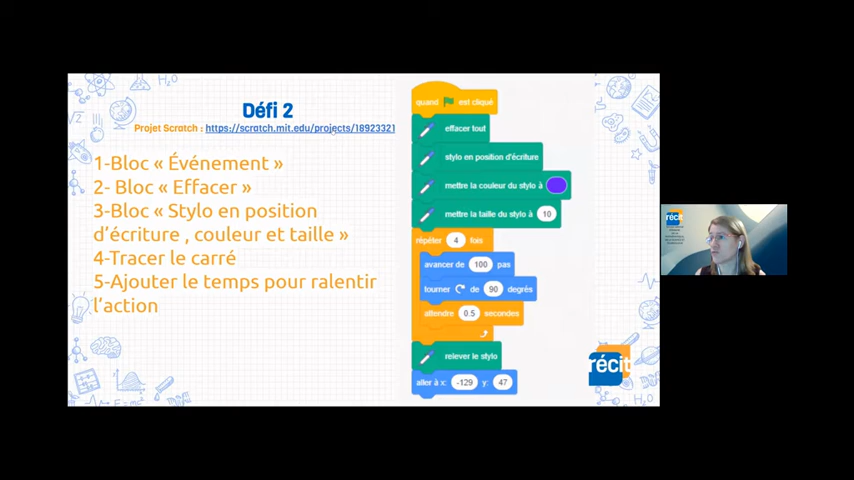 Défi 2
Projet Scratch : https://scratch.mit.edu/projects/18923321
1-Bloc « Événement »
2- Bloc « Effacer »
3-Bloc « Stylo en position
d'écriture , couleur et taille »
4-Tracer le carré
5-Ajouter le temps pour ralentir
l'action
quand est cliqué
effacer tout
stylo en position d'écriture
mettre la couleur du stylo à
mettre la taille du stylo à 10
répéter 4 fois
avancer de 100 pas
tourner de 90 degrés
attendre 0.5 secondes
relever le stylo
aller à x: -129 y: 47
récit
récit